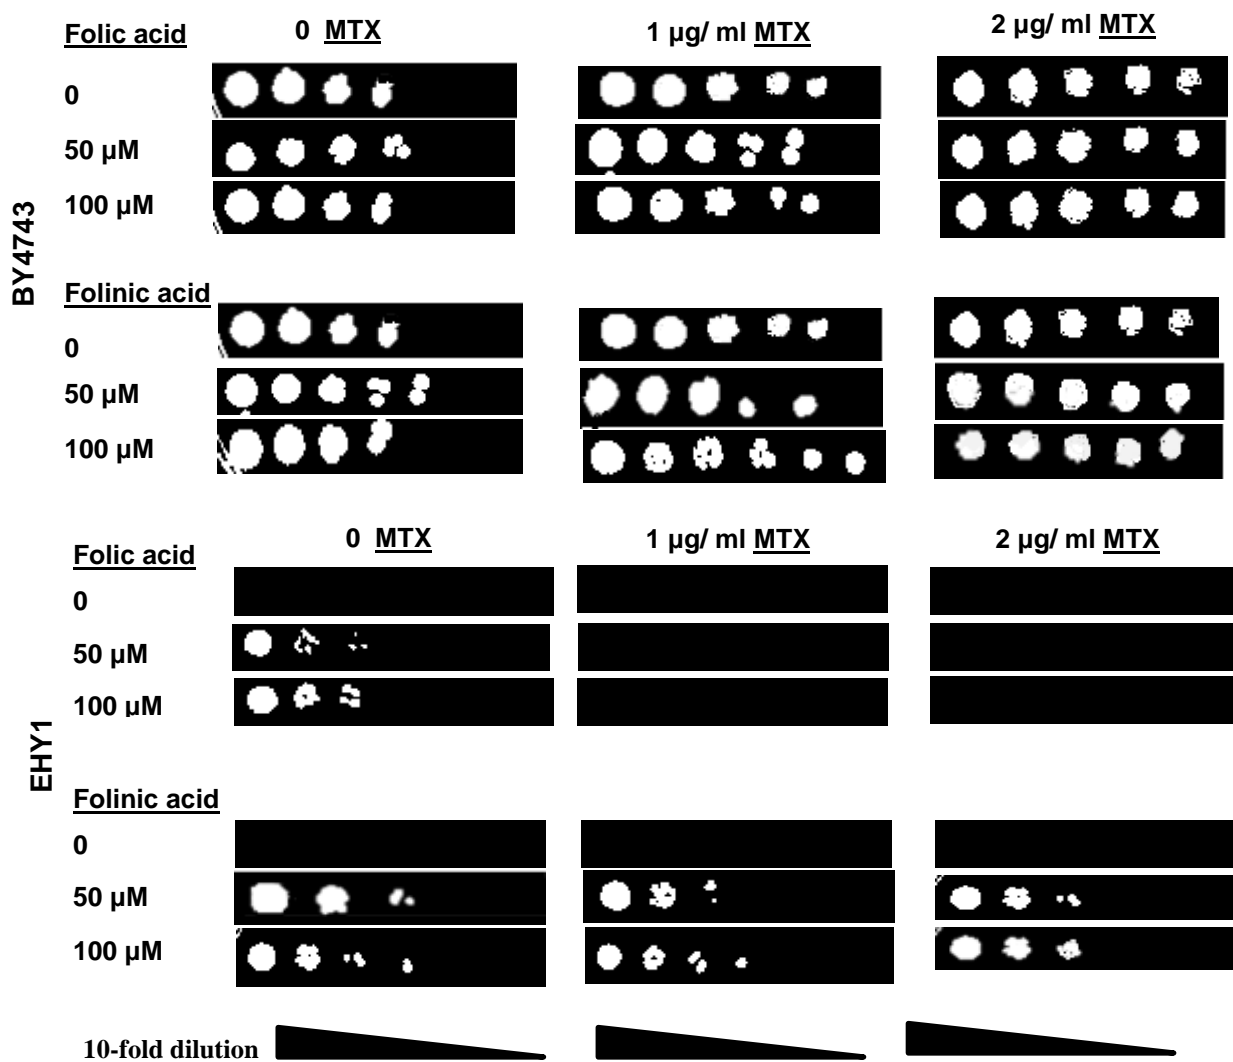 Folic acid 0 MTX 1 µg/ ml MTX 2 µg/ ml MTX
0
50 µM
100 µM
BY4743
Folinic acid
0
50 µM
100 µM
0 MTX 1 µg/ ml MTX 2 µg/ ml MTX
Folic acid
0
50 µM
100 µM
EHY1
Folinic acid
0
50 µM
100 µM
10-fold dilution